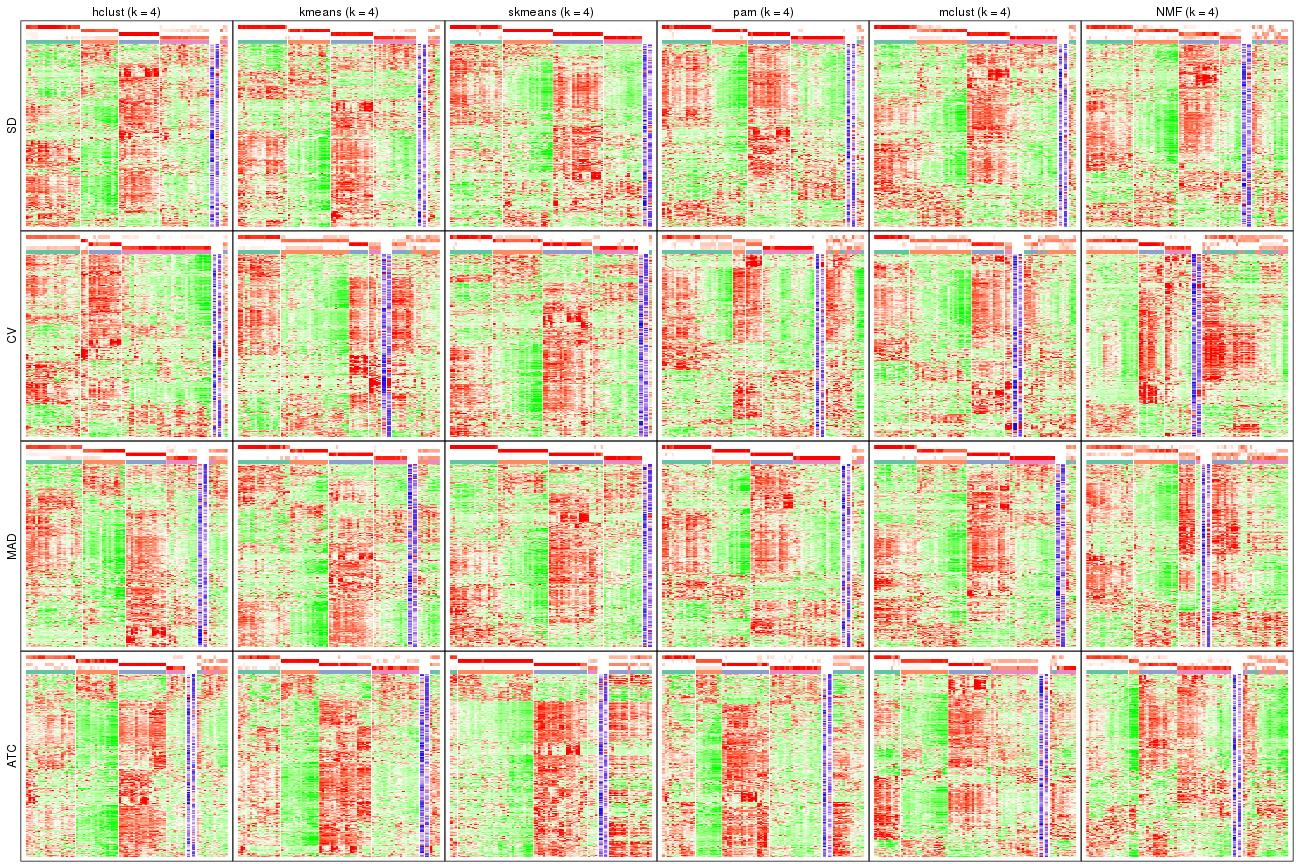 hclust (k = 4) kmeans (k = 4) skmeans (k = 4) pam (k = 4) mclust (k = 4) NMF (k = 4)
SD
CV
MAD
ATC